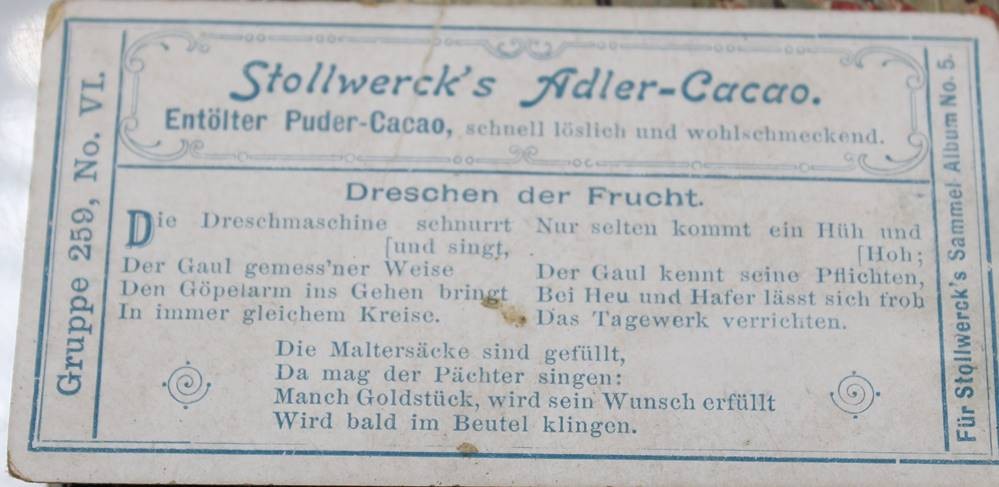 Stollwerck's Adler-Cacao.
Entölter Puder-Cacao, schnell löslich und wohlschmeckend.
Gruppe 259, No. VI.
Dreschen der Frucht.
Die Dreschmaschine schnurrt
[und singt,
Der Gaul gemess'ner Weise
Den Göpelarm ins Gehen bringt
In immer gleichem Kreise.
Nur selten kommt ein Hüh und
[Hoh;
Der Gaul kennt seine Pflichten,
Bei Heu und Hafer lässt sich froh
Das Tagewerk verrichten.
Die Maltersäcke sind gefüllt,
Da mag der Pächter singen:
Manch Goldstück, wird sein Wunsch erfüllt
Wird bald im Beutel klingen.
Für Stollwerck's Sammel-Album No. 5.